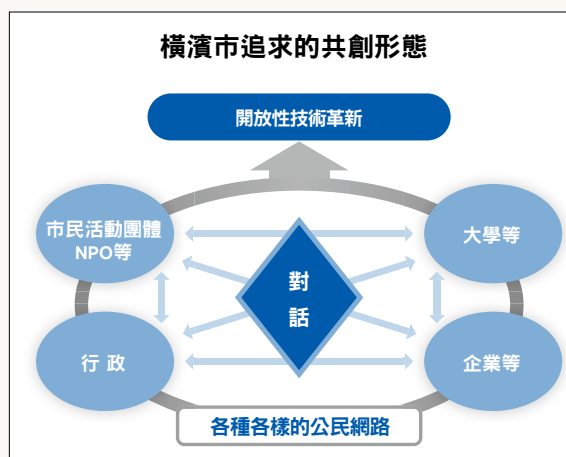 橫濱市追求的共創形態
開放性技術革新
市民活動團體
NPO等
大學等
對
話
行 政
企業等
各種各樣的公民網路